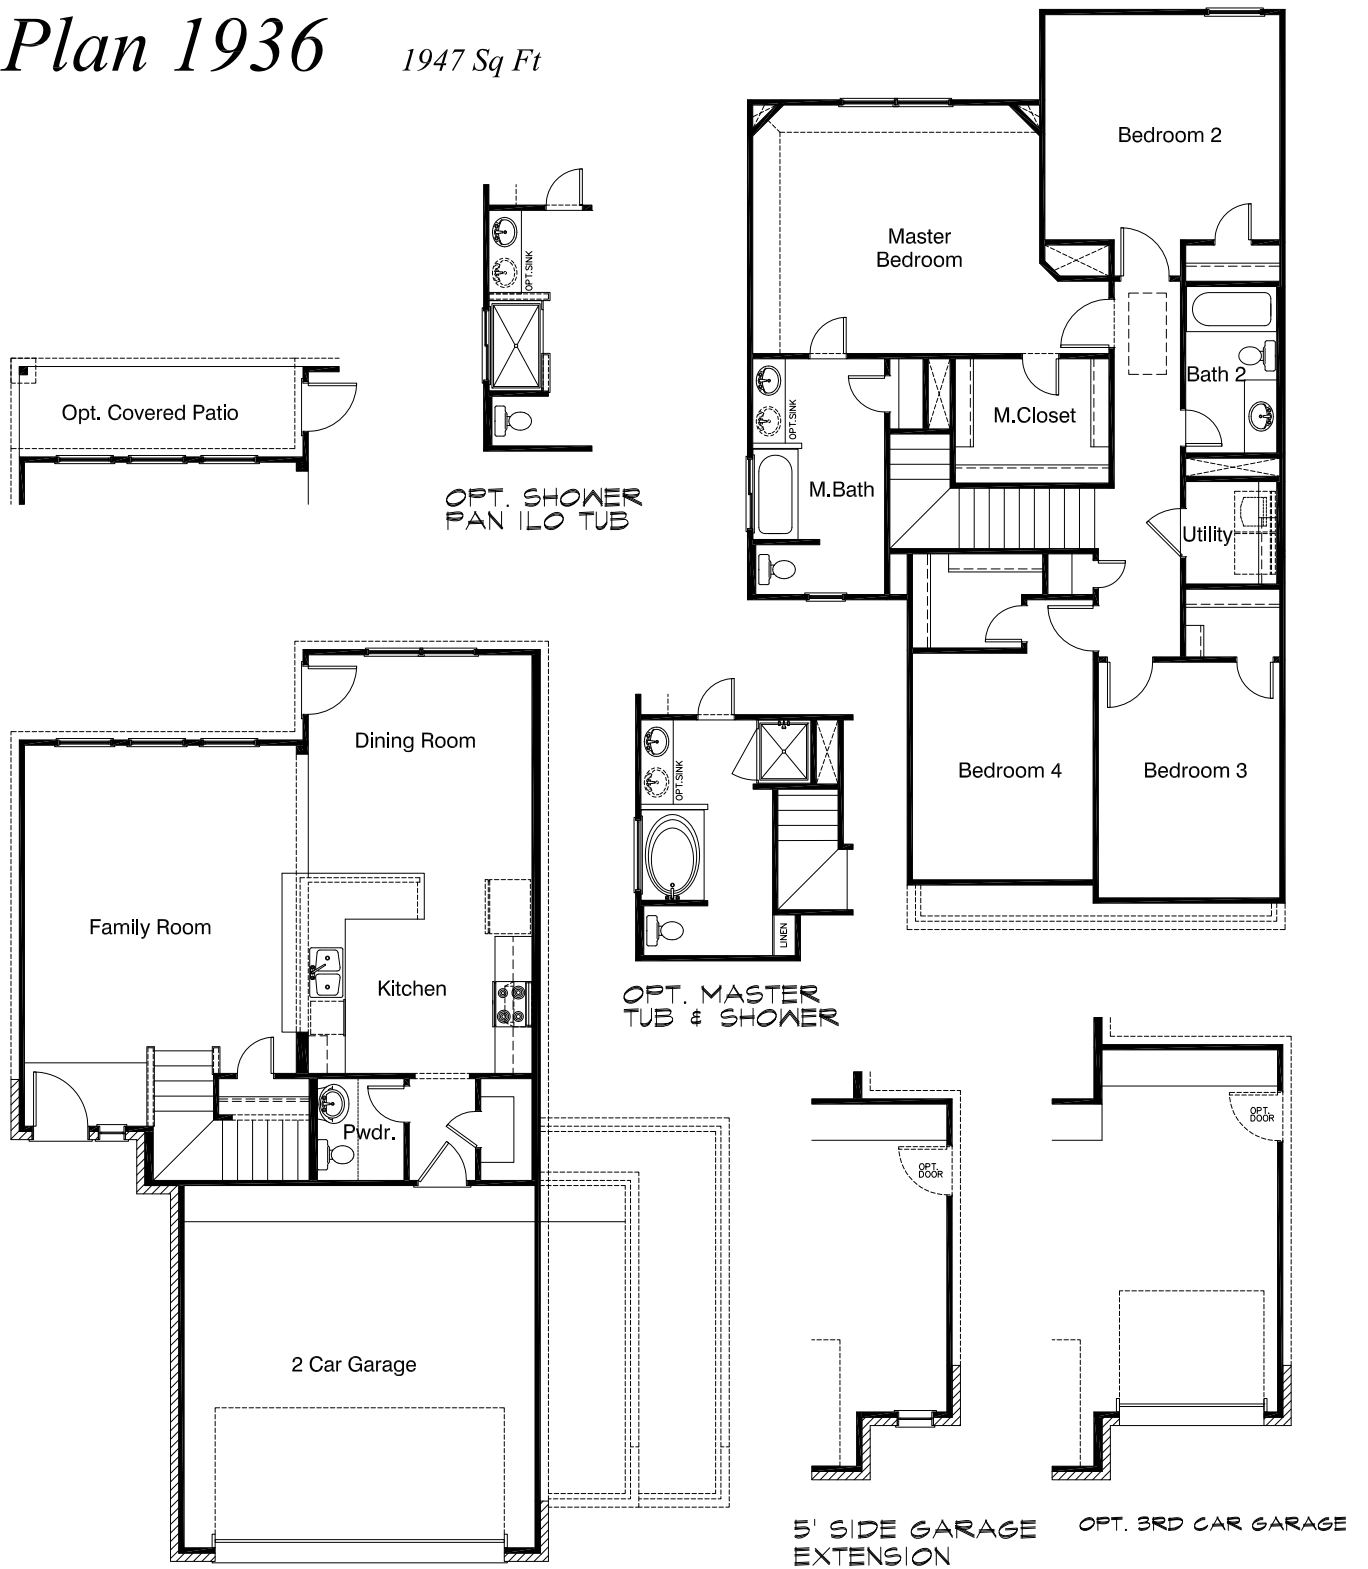 Plan 1936
1947 Sq Ft
Bedroom 2
Master
Bedroom
OPT.SINK
Opt. Covered Patio
Bath 2
M.Closet
OPT.SINK
M.Bath
OPT. SHOWER
PAN ILO TUB
Utility
Dining Room
Bedroom 4
Bedroom 3
OPT.SINK
Family Room
LINEN
Kitchen
OPT. MASTER
TUB & SHOWER
Pwdr.
OPT.
DOOR
OPT.
DOOR
2 Car Garage
5' SIDE GARAGE
EXTENSION
OPT. 3RD CAR GARAGE